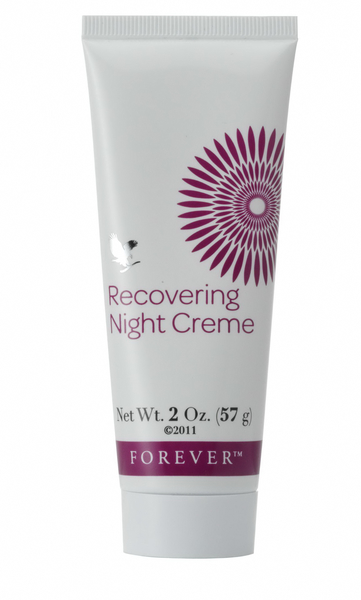 Recovering
Night Creme
Net Wt. 2 Oz. (57 g)
©2011
FOREVER™